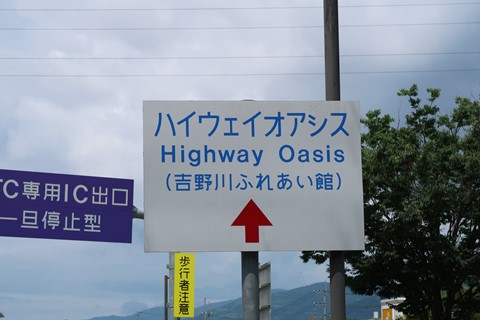 ハイウェイオアシス
Highway Oasis
(吉野川ふれあい館)
TC専用IC出口
一旦停止型
歩行者注意